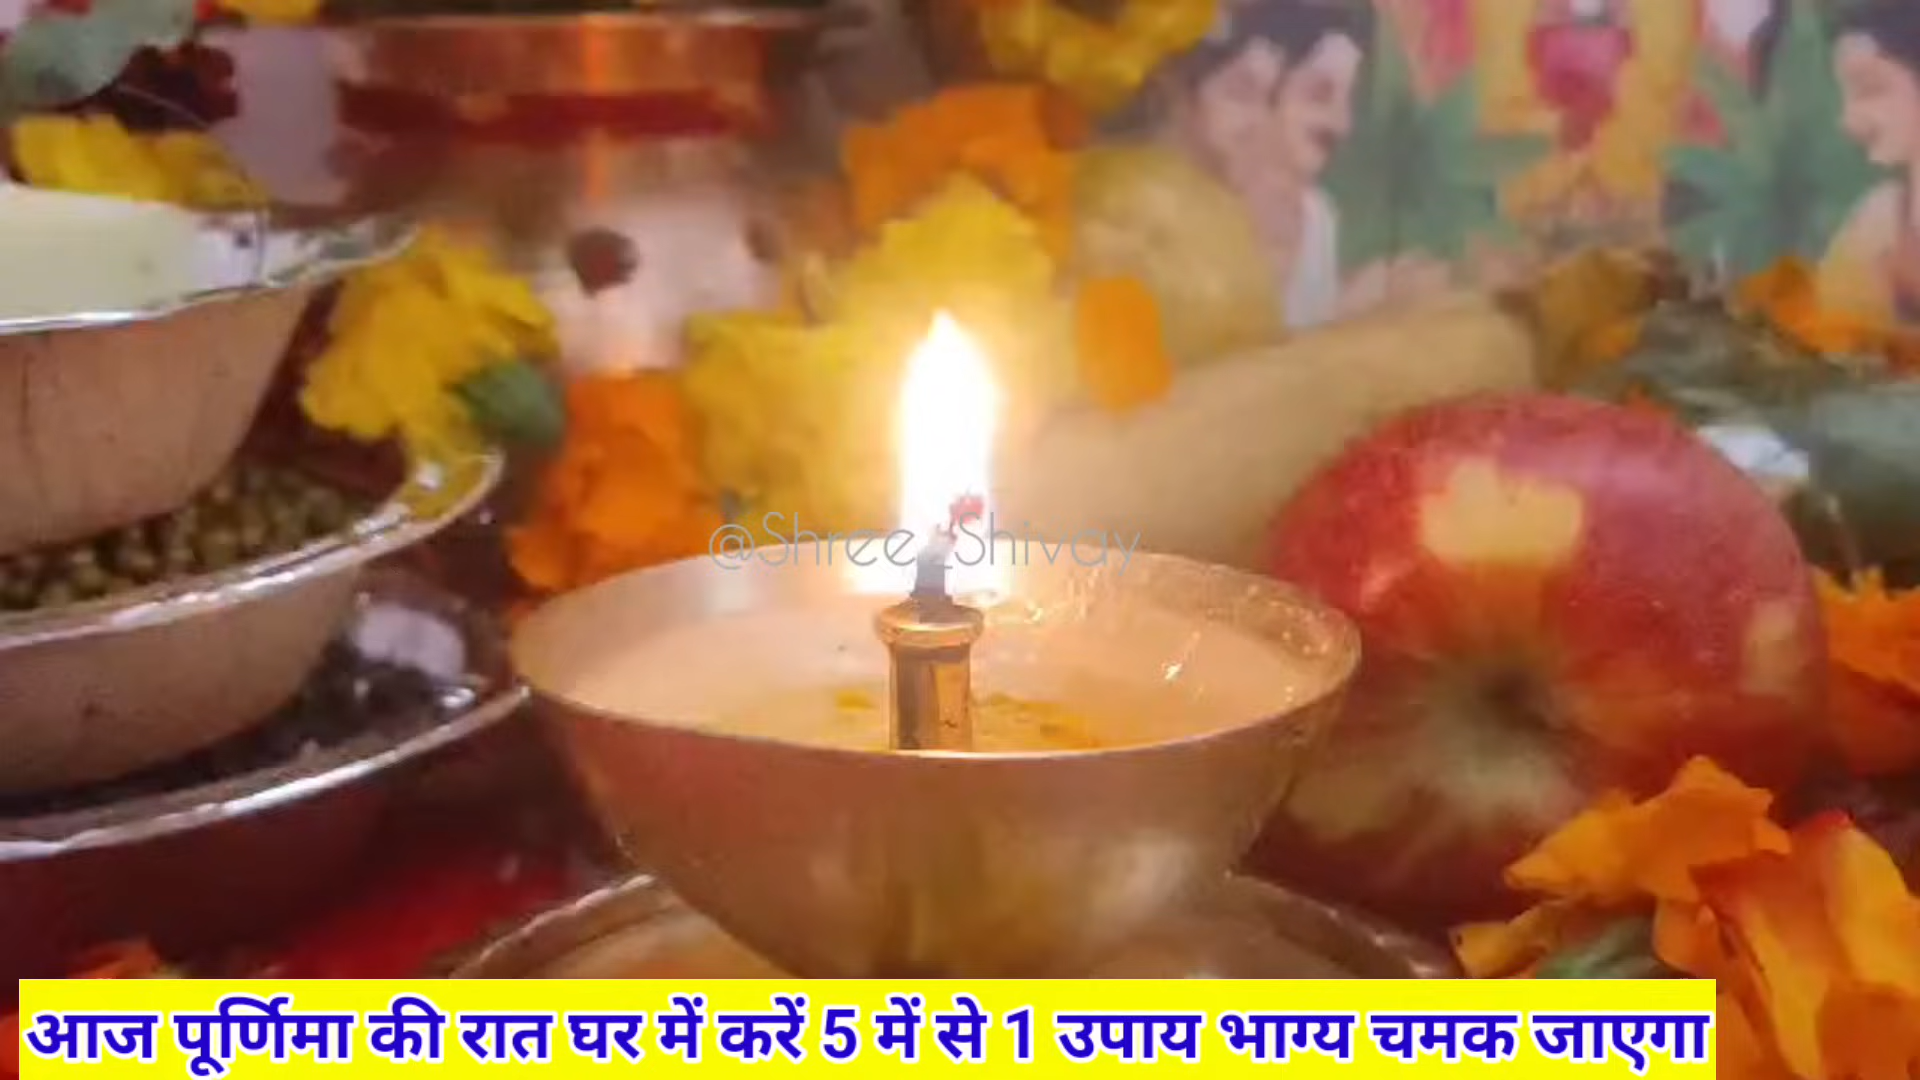 @Shree_Shivay
आज पूर्णिमा की रात घर में करें 5 में से 1 उपाय भाग्य चमक जाएगा